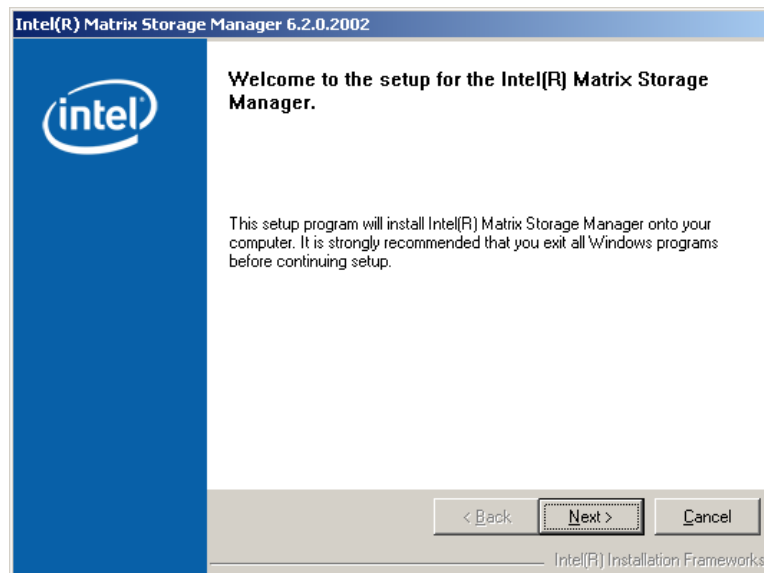 Intel(R) Matrix Storage Manager 6.2.0.2002
intel
Welcome to the setup for the Intel(R) Matrix Storage
Manager.
This setup program will install Intel(R) Matrix Storage Manager onto your
computer. It is strongly recommended that you exit all Windows programs
before continuing setup.
< Back
Next >
Cancel
Intel(R) Installation Frameworks